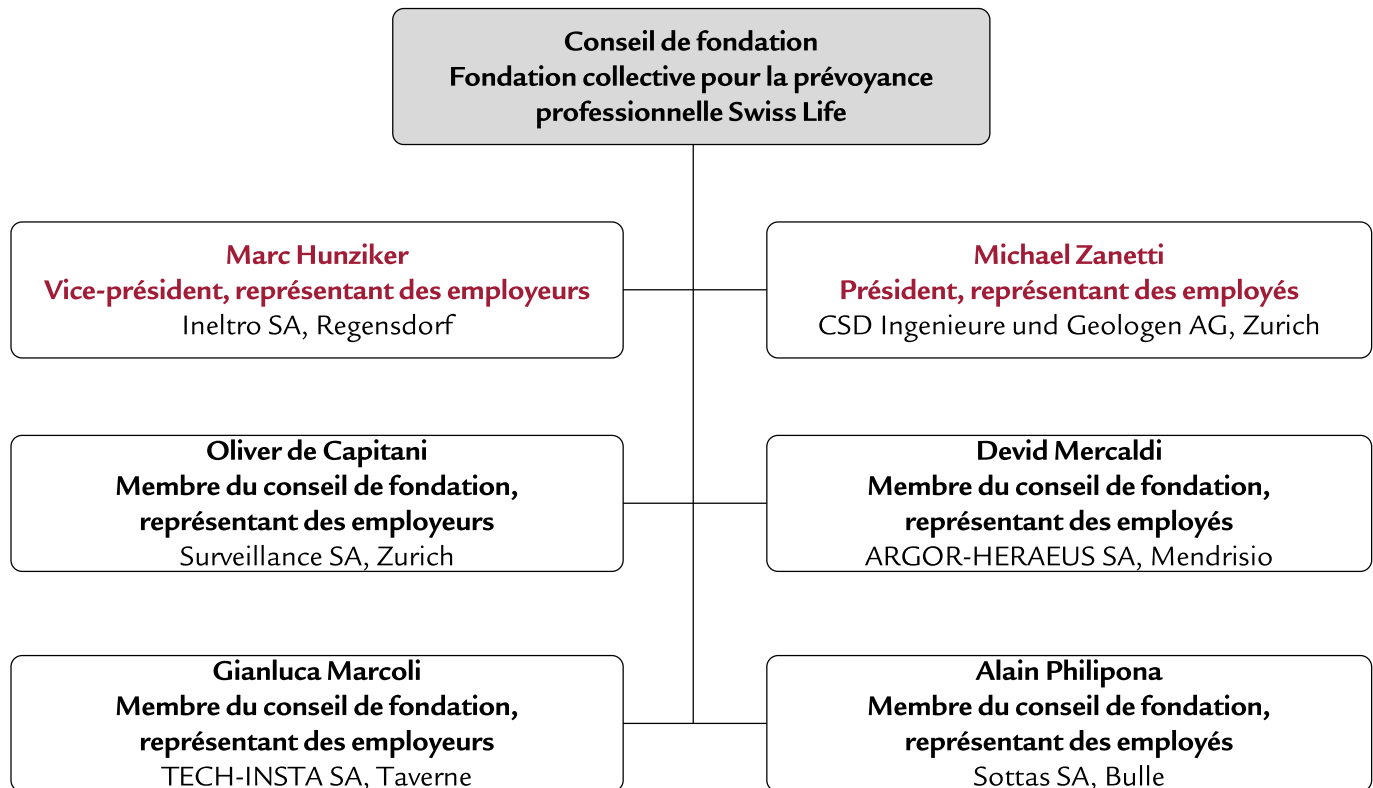 Conseil de fondation
Fondation collective pour la prévoyance
professionnelle Swiss Life
Marc Hunziker
Vice-président, représentant des employeurs
Ineltro SA, Regensdorf
Michael Zanetti
Président, représentant des employés
CSD Ingenieure und Geologen AG, Zurich
Oliver de Capitani
Membre du conseil de fondation,
représentant des employeurs
Surveillance SA, Zurich
Devid Mercaldi
Membre du conseil de fondation,
représentant des employés
ARGOR-HERAEUS SA, Mendrisio
Gianluca Marcoli
Membre du conseil de fondation,
représentant des employeurs
TECH-INSTA SA, Taverne
Alain Philipona
Membre du conseil de fondation,
représentant des employés
Sottas SA, Bulle